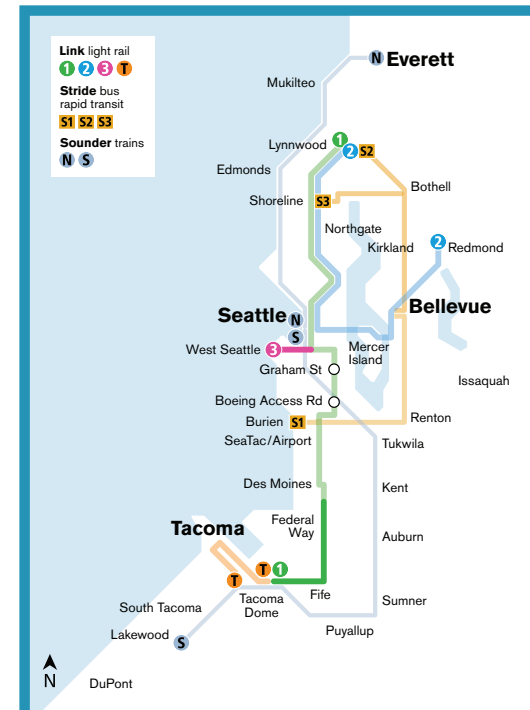 Link light rail
1 2 3 T
Stride bus
rapid transit
S1 S2 S3
Sounder trains
N S
N Everett
Mukilteo
1
Lynnwood
2 S2
Edmonds
Bothell
Shoreline S3
Northgate
Kirkland
2 Redmond
Bellevue
Seattle N
S
West Seattle 3
Mercer
Island
Graham St
Issaquah
Boeing Access Rd
Burien S1
Renton
SeaTac/Airport
Tukwila
Des Moines
Kent
Federal
Way
Tacoma
Auburn
T 1
T
Fife
Tacoma
Dome
Sumner
South Tacoma
Puyallup
Lakewood S
N
DuPont